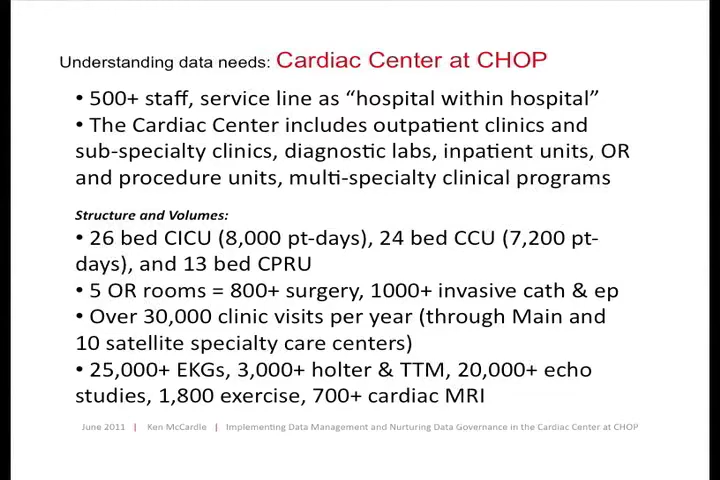 Understanding data needs: Cardiac Center at CHOP
• 500+ staff, service line as “hospital within hospital”
• The Cardiac Center includes outpatient clinics and
sub-specialty clinics, diagnostic labs, inpatient units, OR
and procedure units, multi-specialty clinical programs
Structure and Volumes:
• 26 bed CICU (8,000 pt-days), 24 bed CCU (7,200 pt-
days), and 13 bed CPRU
• 5 OR rooms = 800+ surgery, 1000+ invasive cath & ep
• Over 30,000 clinic visits per year (through Main and
10 satellite specialty care centers)
• 25,000+ EKGs, 3,000+ holter & TTM, 20,000+ echo
studies, 1,800 exercise, 700+ cardiac MRI
June 2011 | Ken McCardle | Implementing Data Management and Nurturing Data Governance in the Cardiac Center at CHOP